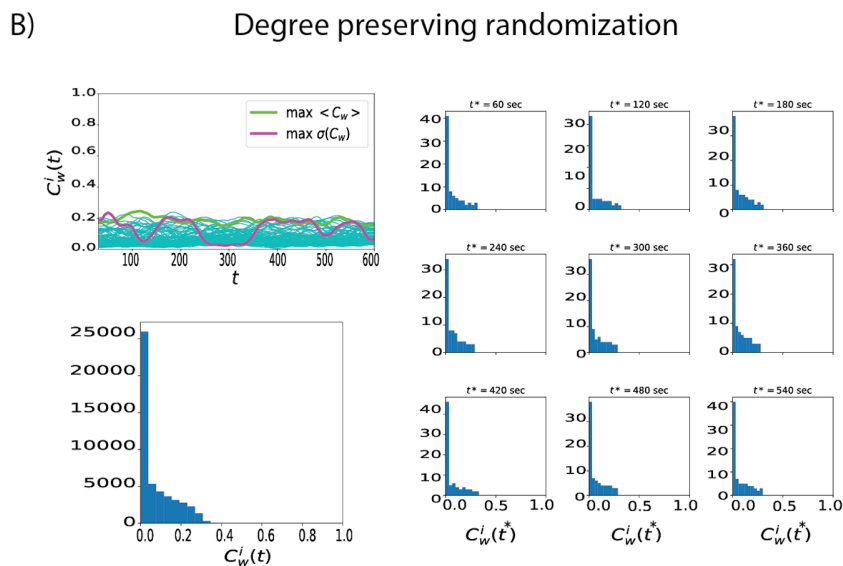 B)
Degree preserving randomization
1.0
0.8
0.6
0.4
0.2
0.0
C_w^i(t)
max <C_w>
max σ(C_w)
100 200 300 400 500 600
t
25000
20000
15000
10000
5000
0
0.0 0.2 0.4 0.6 0.8 1.0
C_w^i(t)
t* = 60 sec
40
30
20
10
0
t* = 120 sec
30
20
10
0
t* = 180 sec
30
20
10
0
t* = 240 sec
30
20
10
0
t* = 300 sec
30
20
10
0
t* = 360 sec
30
20
10
0
t* = 420 sec
40
30
20
10
0
0.0 0.5 1.0
C_w^i(t*)
t* = 480 sec
30
20
10
0
0.0 0.5 1.0
C_w^i(t*)
t* = 540 sec
40
30
20
10
0
0.0 0.5 1.0
C_w^i(t*)